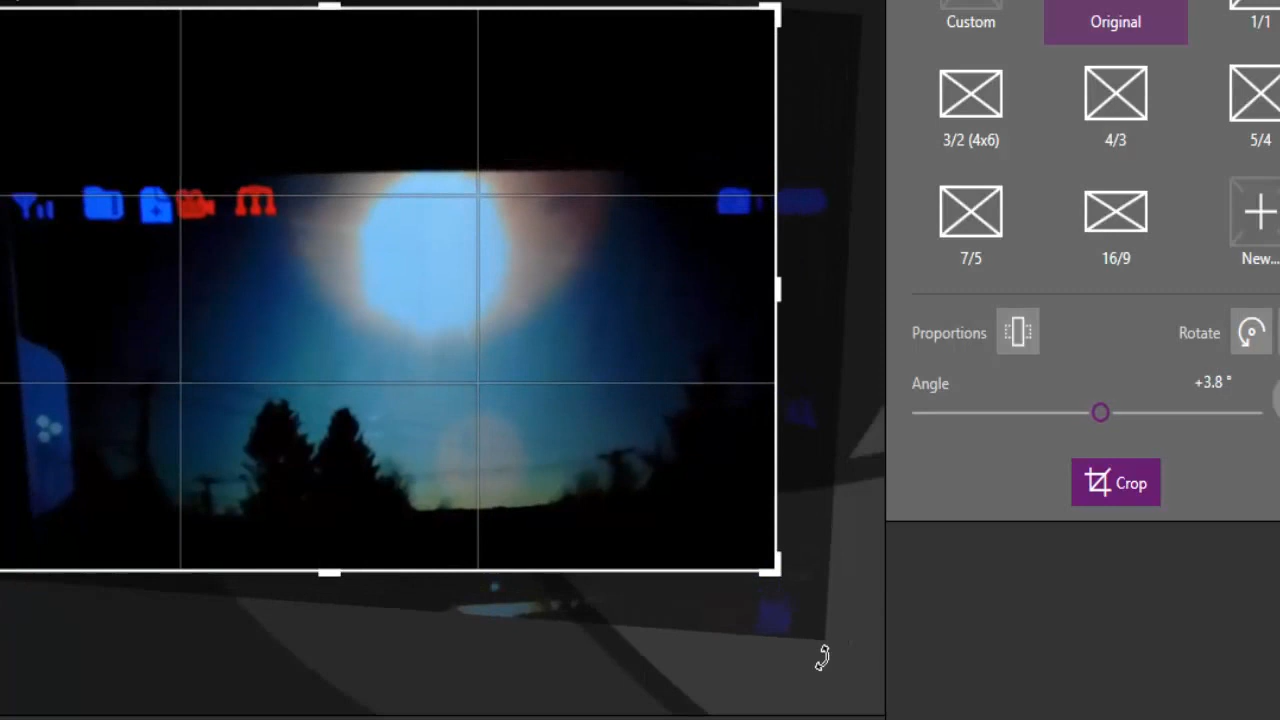 Custom
Original
1/1
3/2 (4x6)
4/3
5/4
7/5
16/9
New...
Proportions
Rotate
Angle
+3.8 °
Crop